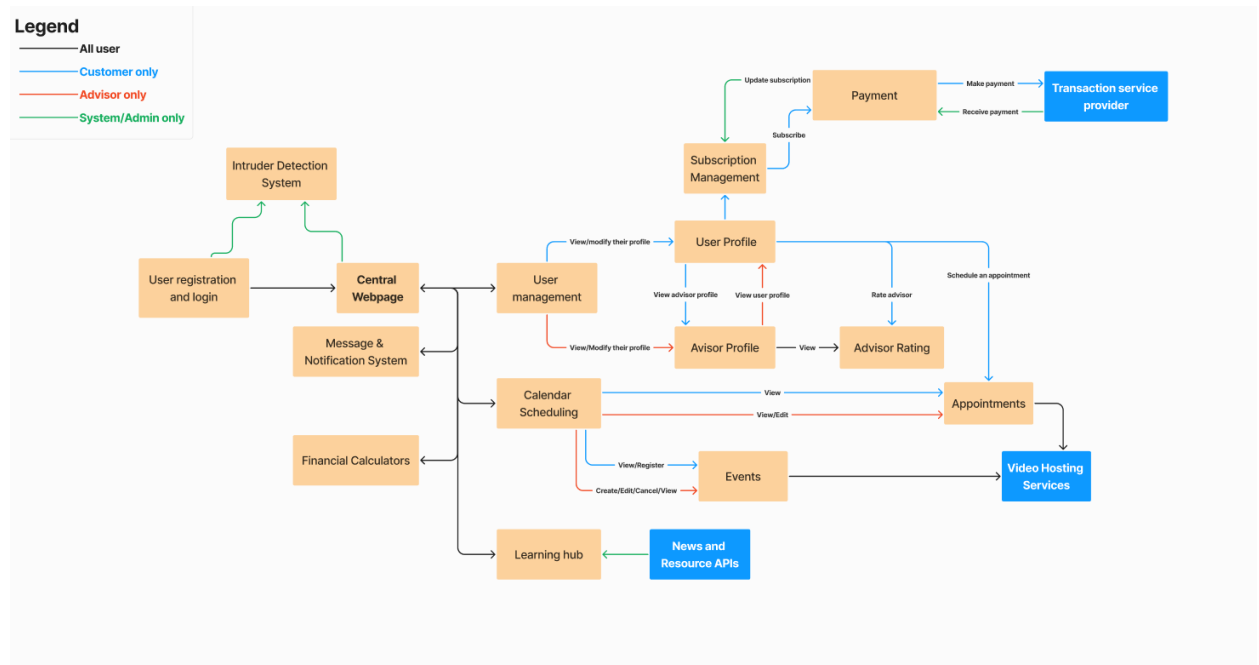 Legend
All user
Customer only
Advisor only
System/Admin only
Update subscription
Payment
Make payment
Receive payment
Transaction service
provider
Subscribe
Subscription
Management
Intruder Detection
System
User registration
and login
Central
Webpage
User
management
View/modify their profile
User Profile
Schedule an appointment
View advisor profile
View user profile
Rate advisor
View/Modify their profile
Avisor Profile
View
Advisor Rating
Message &
Notification System
Calendar
Scheduling
View
View/Edit
Appointments
Financial Calculators
View/Register
Create/Edit/Cancel/View
Events
Video Hosting
Services
Learning hub
News and
Resource APIs